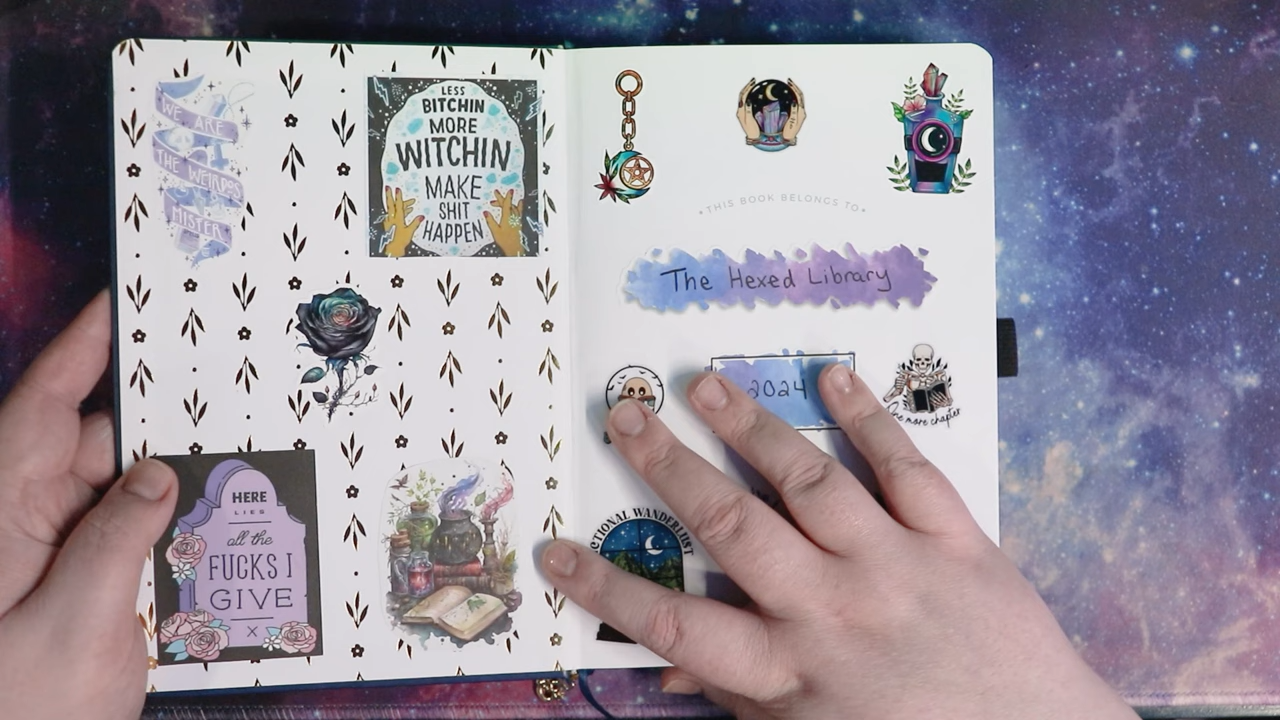 WE ARE
THE WEIRDOS
MISTER
LESS
BITCHIN
MORE
WITCHIN
MAKE
SHIT
HAPPEN
HERE
LIES
all the
FUCKS I
GIVE
X
THIS BOOK BELONGS TO
The Hexed Library
2024
One more chapter
WANDERLUST